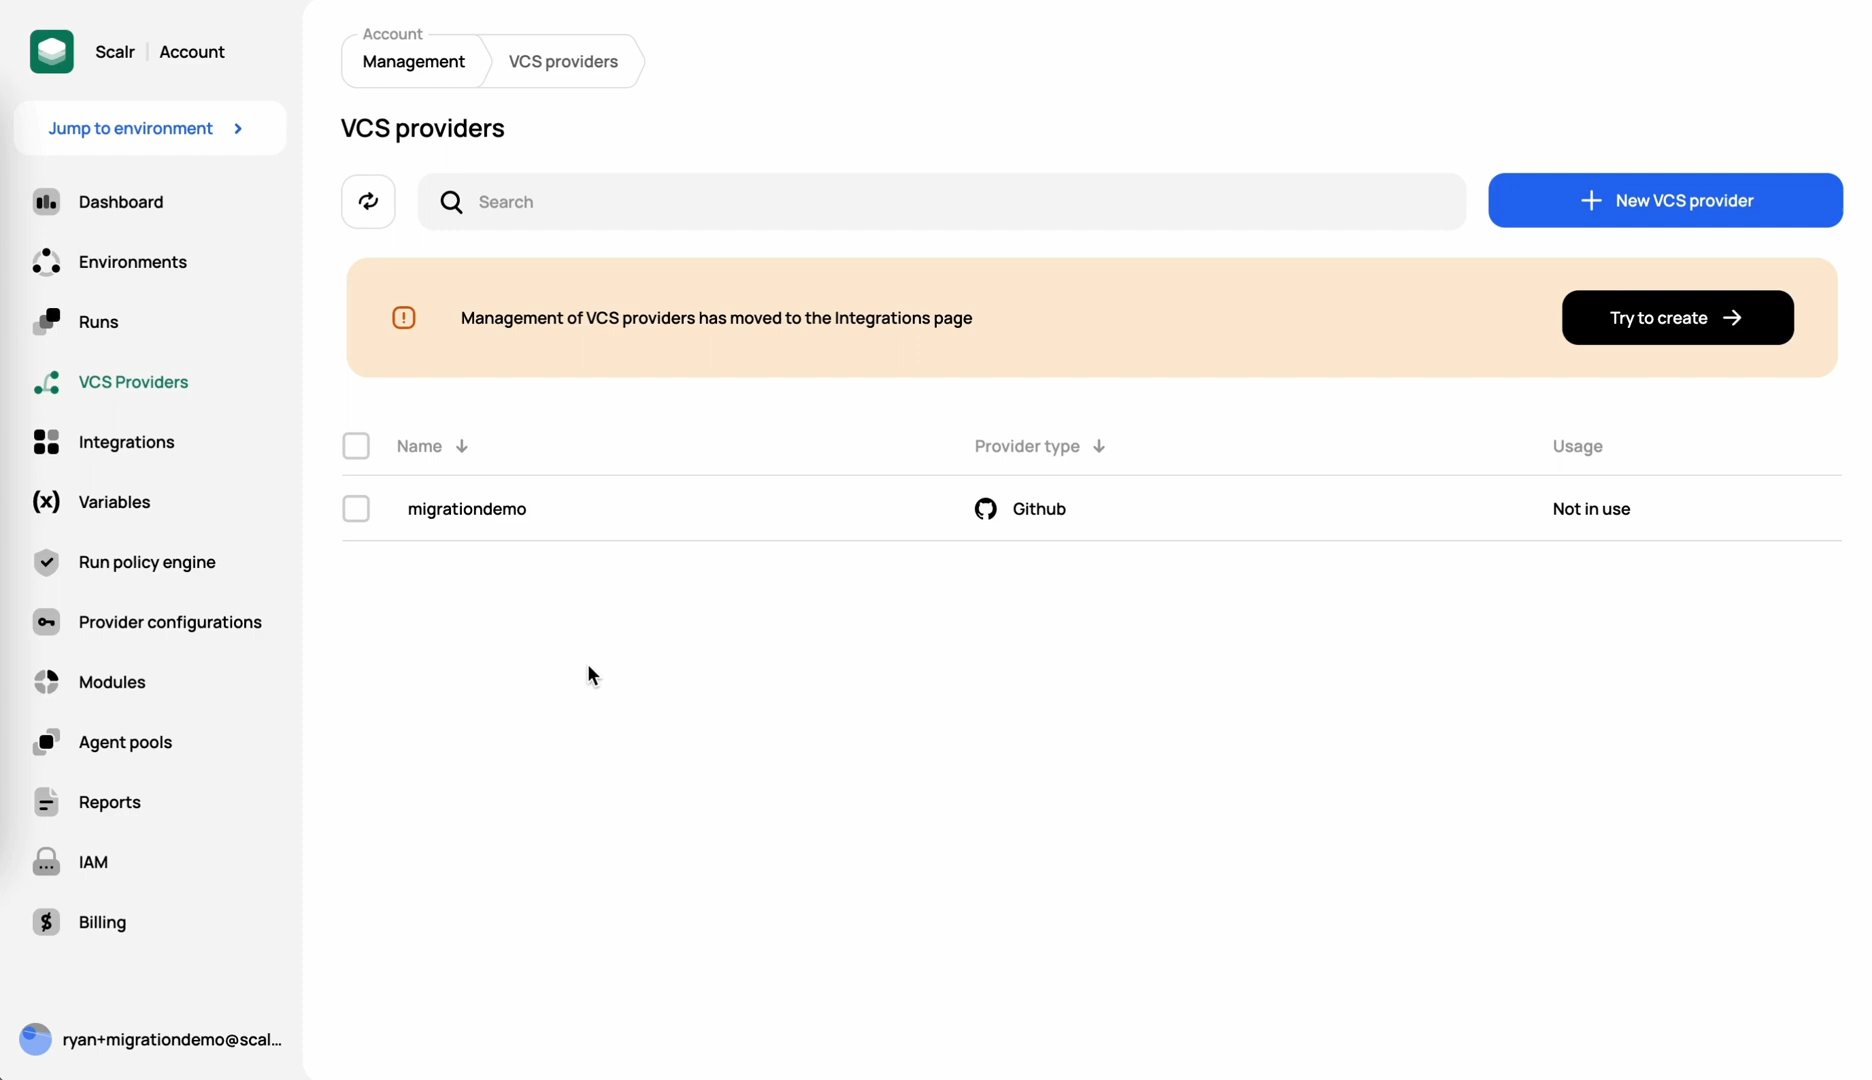 Scalr | Account
Jump to environment
Dashboard
Environments
Runs
VCS Providers
Integrations
Variables
Run policy engine
Provider configurations
Modules
Agent pools
Reports
IAM
Billing
ryan+migrationdemo@scal...
Account
Management
VCS providers
VCS providers
Search
New VCS provider
Management of VCS providers has moved to the Integrations page
Try to create
Name Provider type Usage
migrationdemo Github Not in use